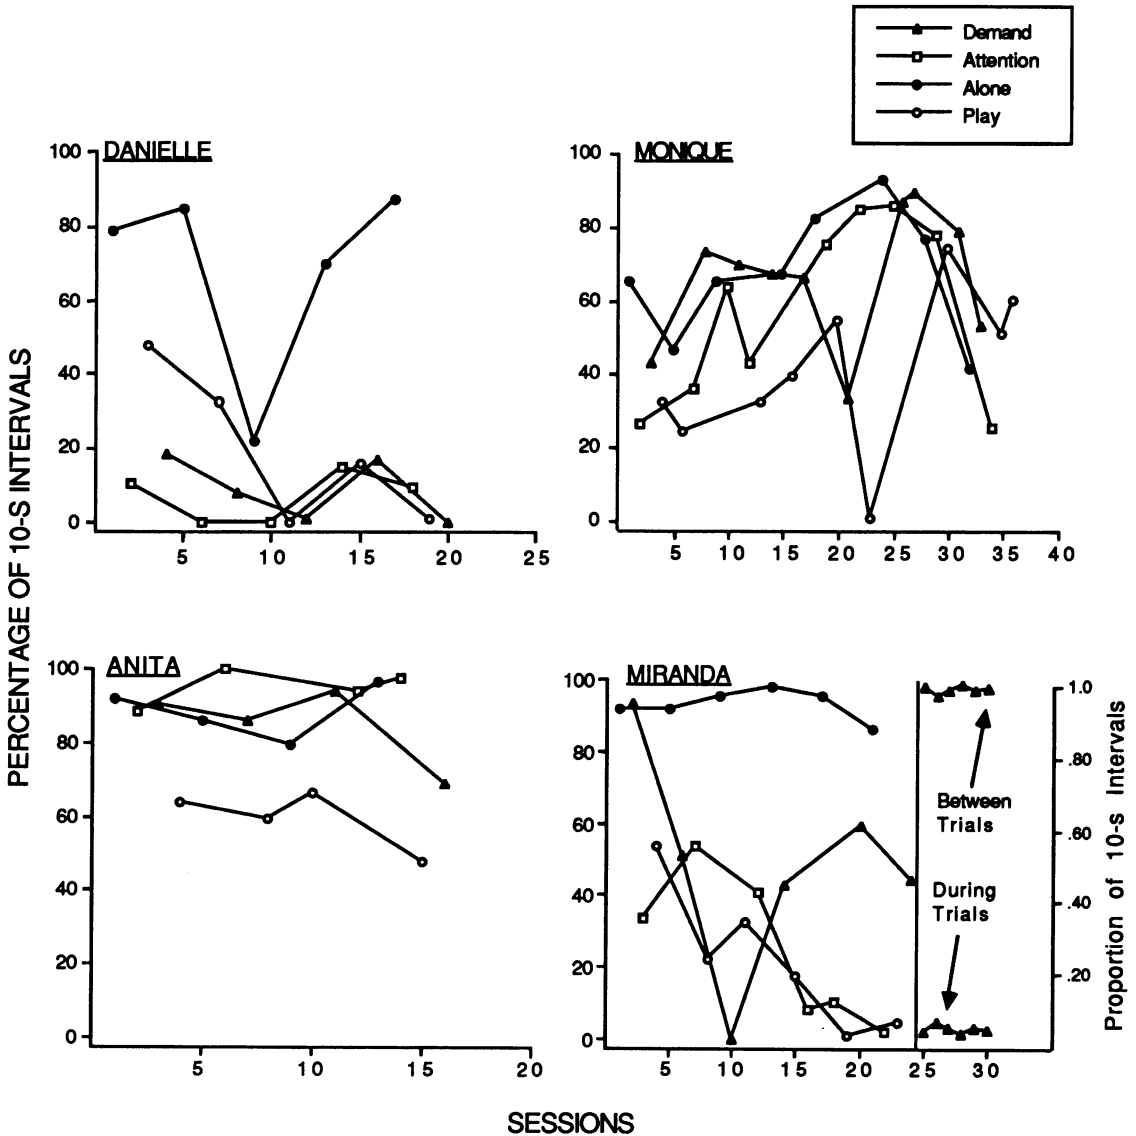 Demand
Attention
Alone
Play
DANIELLE
100
80
60
40
20
0
5 10 15 20 25
MONIQUE
100
80
60
40
20
0
5 10 15 20 25 30 35 40
PERCENTAGE OF 10-S INTERVALS
ANITA
100
80
60
40
20
0
5 10 15 20
MIRANDA
100
80
60
40
20
0
5 10 15 20 25 30
1.0
.80
.60
.40
.20
Between
Trials
During
Trials
Proportion of 10-s Intervals
SESSIONS